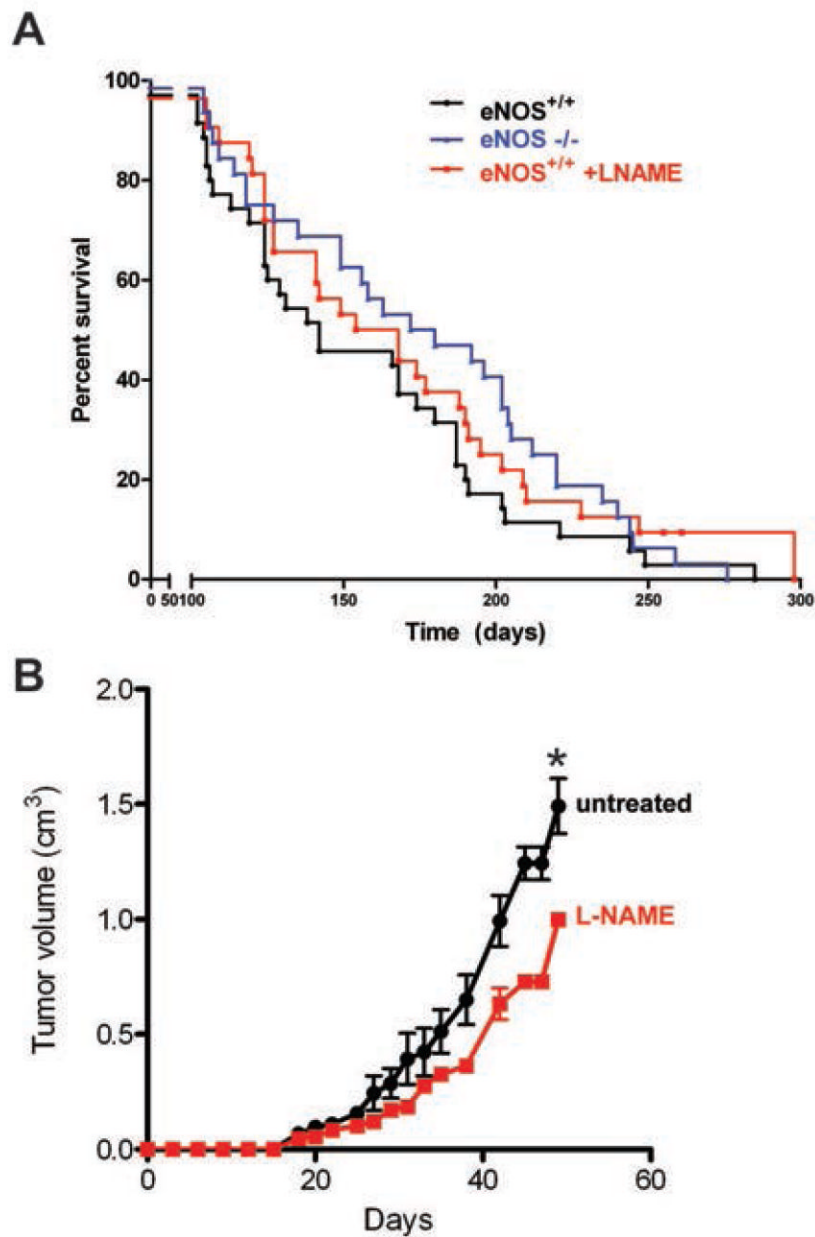 A
100
80
60
40
20
0
Percent survival
eNOS+/+
eNOS -/-
eNOS+/+ +LNAME
0 50100 150 200 250 300
Time (days)
B
2.0
1.5
1.0
0.5
0.0
Tumor volume (cm3)
*
untreated
L-NAME
0 20 40 60
Days